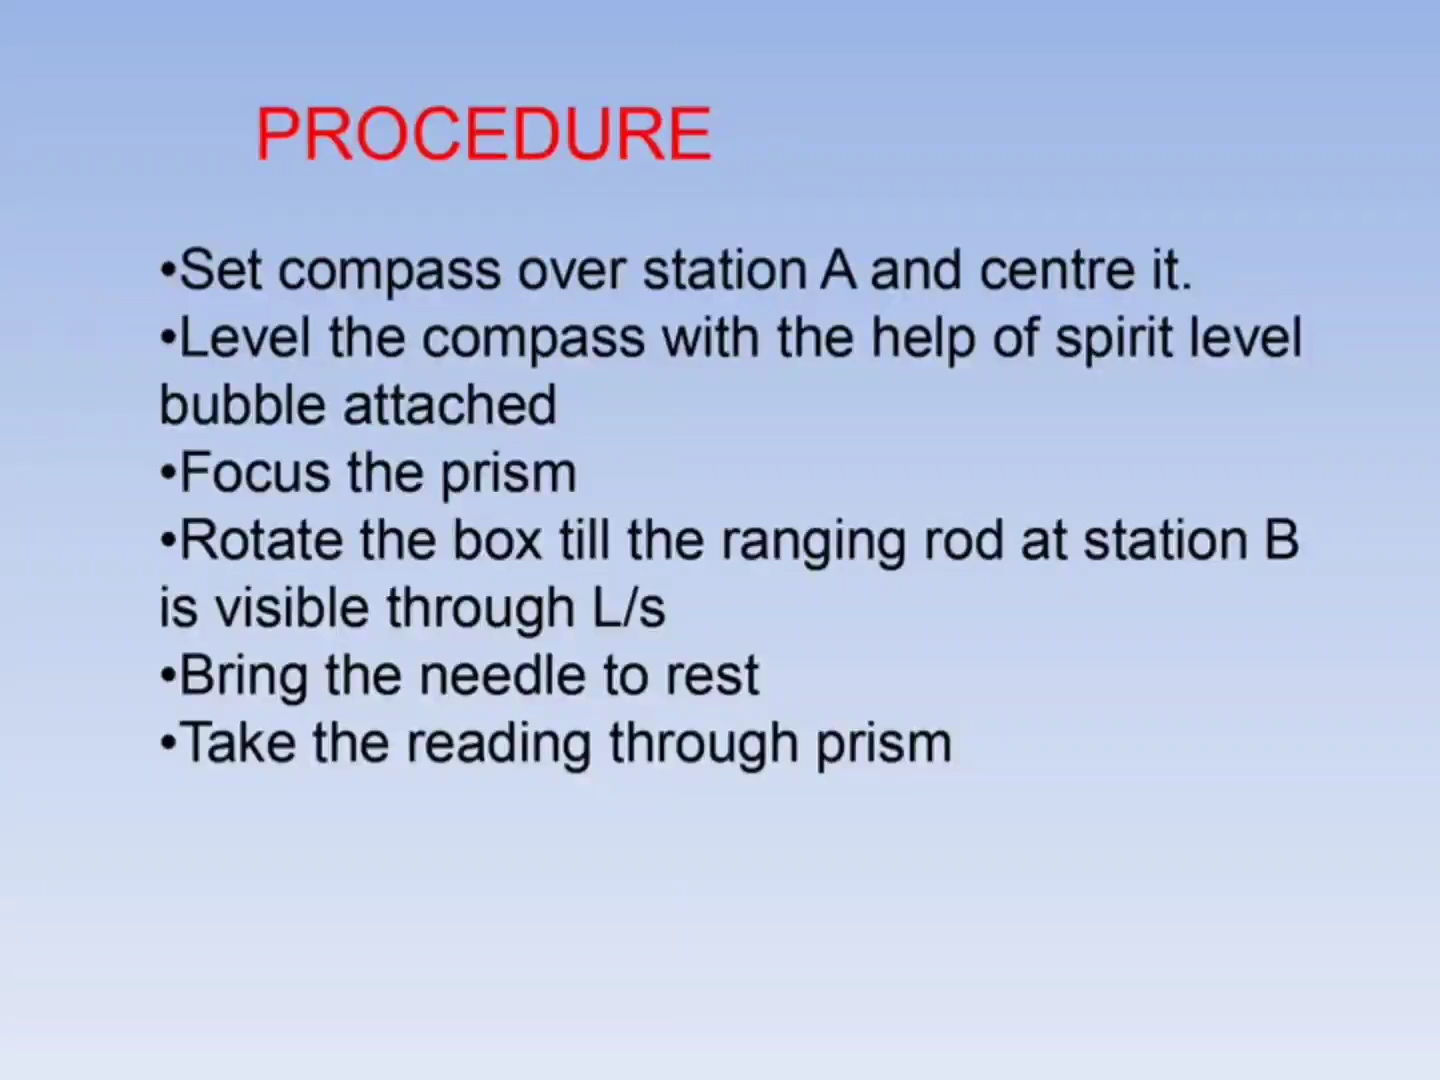 PROCEDURE
•Set compass over station A and centre it.
•Level the compass with the help of spirit level
bubble attached
•Focus the prism
•Rotate the box till the ranging rod at station B
is visible through L/s
•Bring the needle to rest
•Take the reading through prism